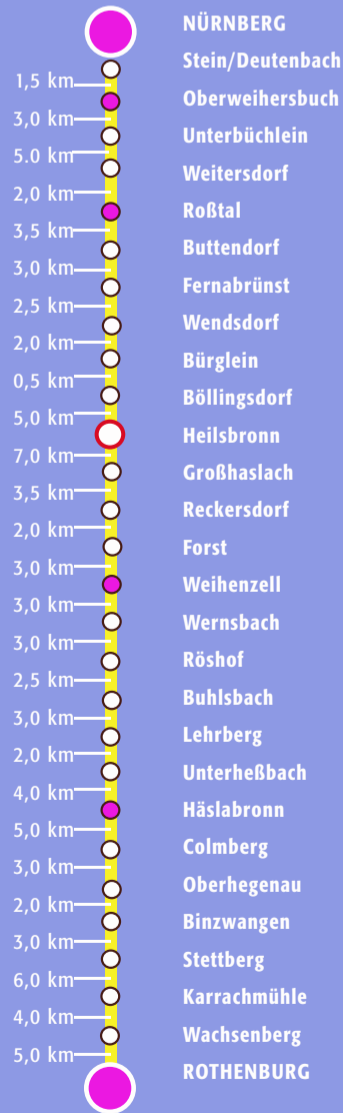 NÜRNBERG
Stein/Deutenbach
1,5 km
Oberweihersbuch
3,0 km
Unterbüchlein
5.0 km
Weitersdorf
2,0 km
Roßtal
3,5 km
Buttendorf
3,0 km
Fernabrünst
2,5 km
Wendsdorf
2,0 km
Bürglein
0,5 km
Böllingsdorf
5,0 km
Heilsbronn
7,0 km
Großhaslach
3,5 km
Reckersdorf
2,0 km
Forst
3,0 km
Weihenzell
3,0 km
Wernsbach
3,0 km
Röshof
2,5 km
Buhlsbach
3,0 km
Lehrberg
2,0 km
Unterheßbach
4,0 km
Häslabronn
5,0 km
Colmberg
3,0 km
Oberhegenau
2,0 km
Binzwangen
3,0 km
Stettberg
6,0 km
Karrachmühle
4,0 km
Wachsenberg
5,0 km
ROTHENBURG